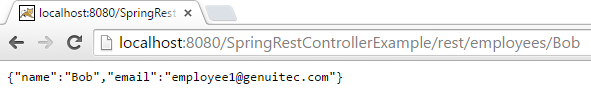 localhost:8080/SpringRest
localhost:8080/SpringRestControllerExample/rest/employees/Bob
{"name":"Bob","email":"employee1@genuitec.com"}